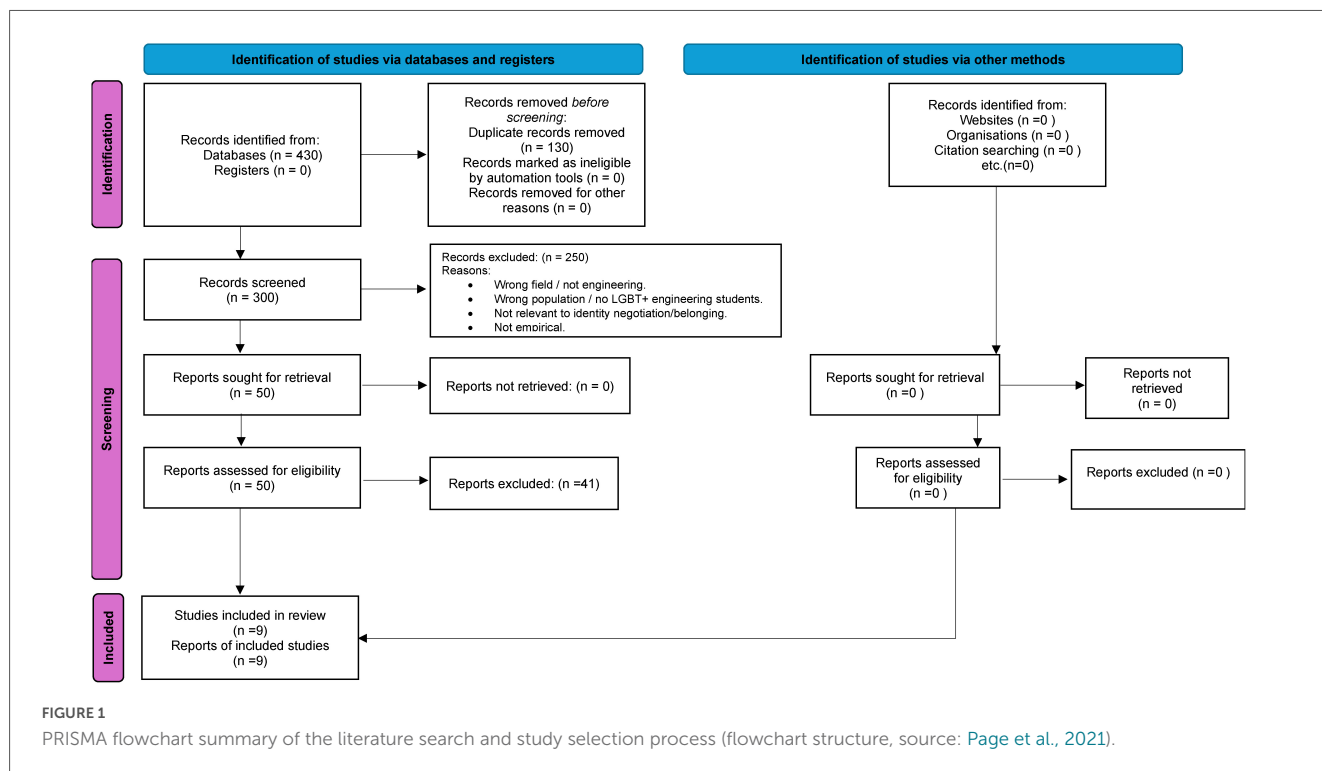 Identification of studies via databases and registers
Identification of studies via other methods
Identification
Records identified from:
Databases (n = 430)
Registers (n = 0)
Records removed before
screening:
Duplicate records removed
(n = 130)
Records marked as ineligible
by automation tools (n = 0)
Records removed for other
reasons (n = 0)
Records identified from:
Websites (n =0 )
Organisations (n =0 )
Citation searching (n =0 )
etc.(n=0)
Screening
Records screened
(n = 300)
Records excluded: (n = 250)
Reasons:
• Wrong field / not engineering.
• Wrong population / no LGBT+ engineering students.
• Not relevant to identity negotiation/belonging.
• Not empirical.
Reports sought for retrieval
(n = 50)
Reports not retrieved: (n = 0)
Reports sought for retrieval
(n =0 )
Reports not
retrieved
(n = 0)
Reports assessed for eligibility
(n = 50)
Reports excluded: (n =41)
Reports assessed
for eligibility
(n =0 )
Reports excluded (n =0 )
Included
Studies included in review
(n =9)
Reports of included studies
(n =9)
FIGURE 1
PRISMA flowchart summary of the literature search and study selection process (flowchart structure, source: Page et al., 2021).